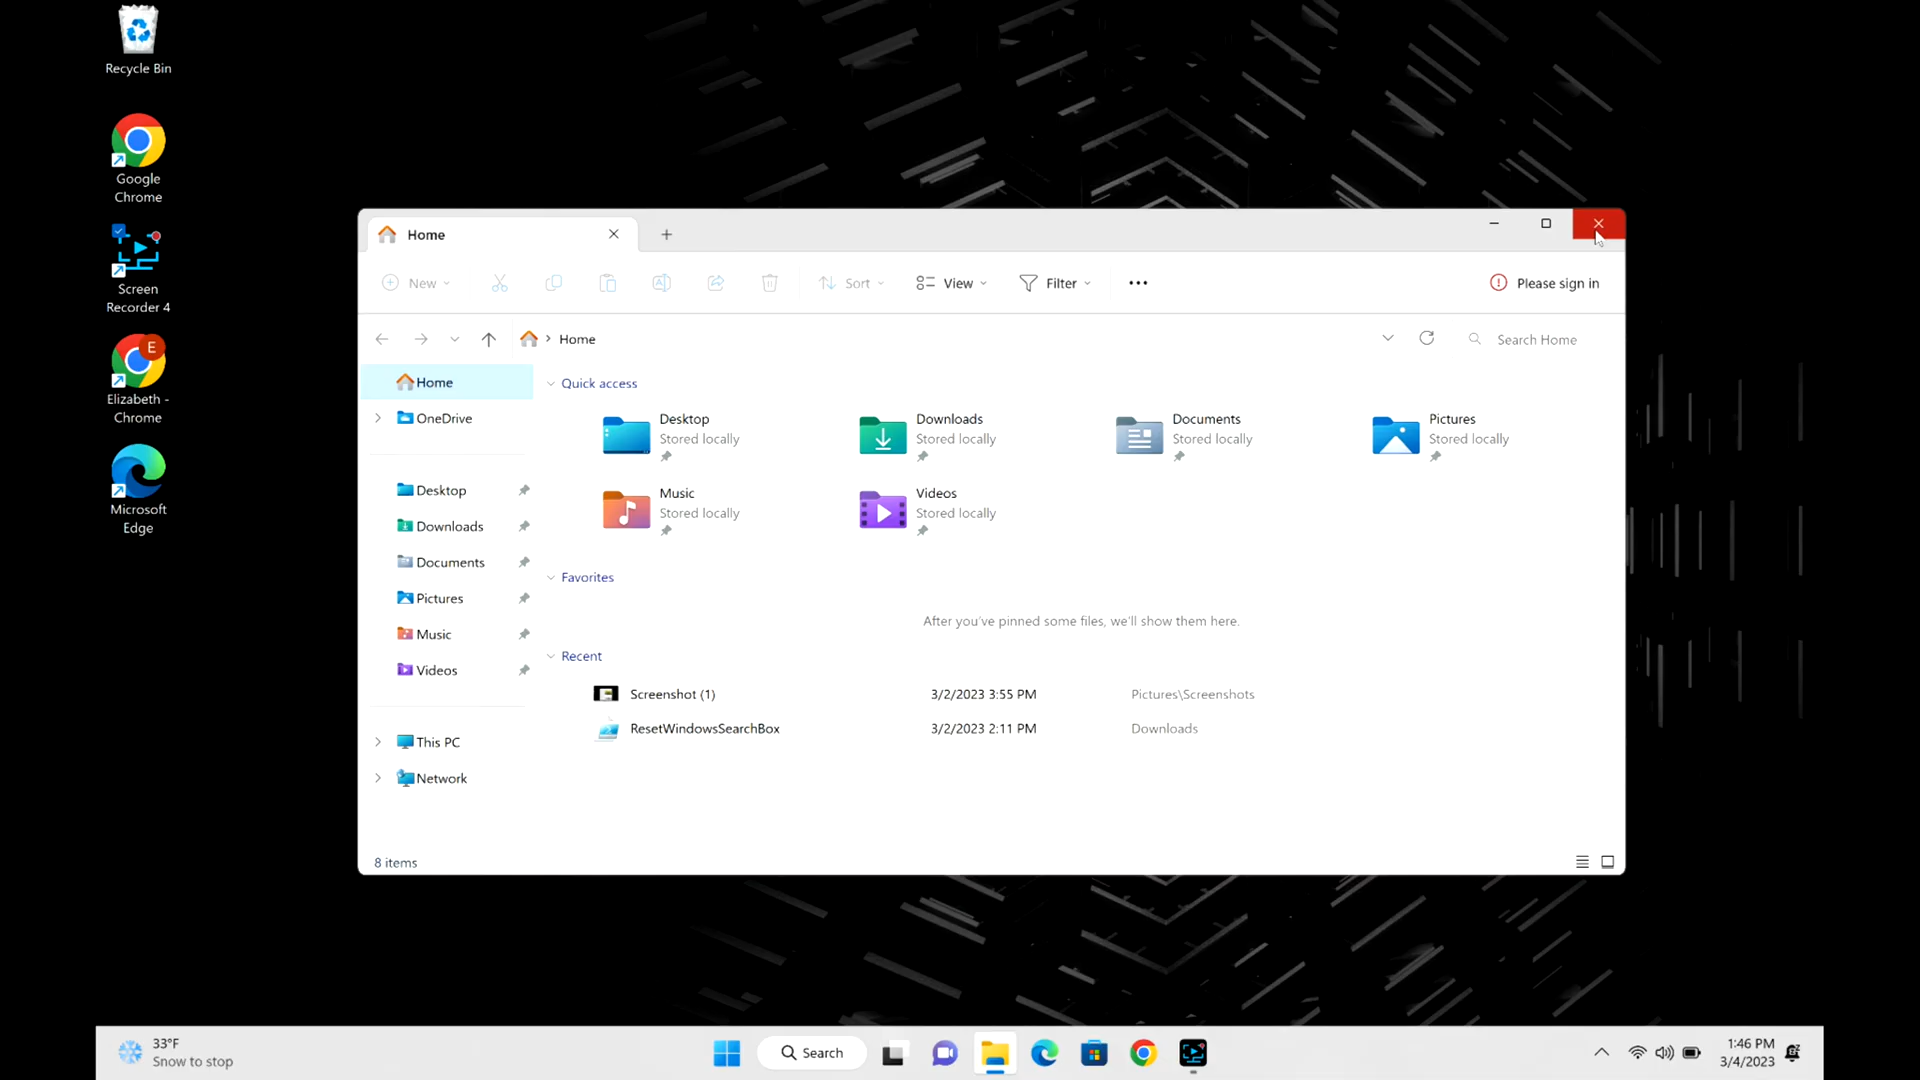 Recycle Bin
Google
Chrome
Screen
Recorder 4
E
Elizabeth -
Chrome
Microsoft
Edge
Home
New
Sort
View
Filter
Please sign in
Home
Search Home
Home
OneDrive
Desktop
Downloads
Documents
Pictures
Music
Videos
This PC
Network
Quick access
Desktop
Stored locally
Downloads
Stored locally
Documents
Stored locally
Pictures
Stored locally
Music
Stored locally
Videos
Stored locally
Favorites
After you've pinned some files, we'll show them here.
Recent
Screenshot (1) 3/2/2023 3:55 PM Pictures\Screenshots
ResetWindowsSearchBox 3/2/2023 2:11 PM Downloads
8 items
33°F
Snow to stop
Search
1:46 PM
3/4/2023